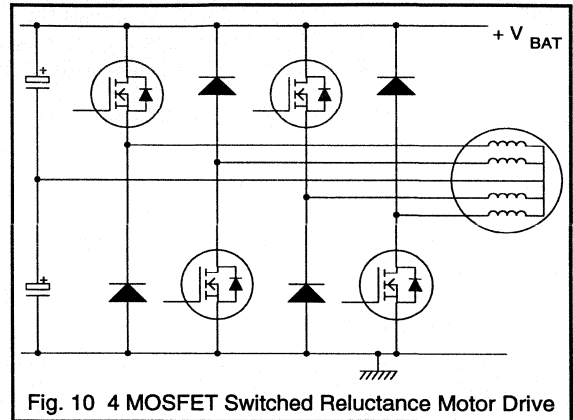 + V BAT
+
+
Fig. 10 4 MOSFET Switched Reluctance Motor Drive